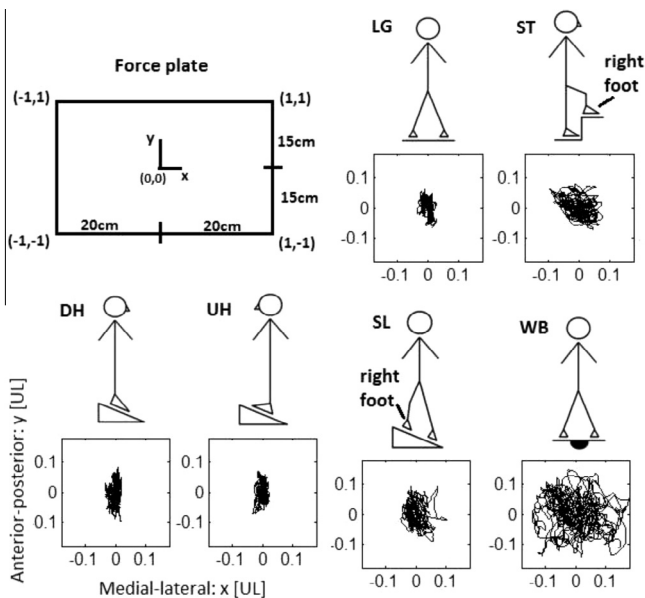 Force plate
(-1,1)
(1,1)
y
x
(0,0)
15cm
15cm
20cm
20cm
(-1,-1)
(1,-1)
LG
ST
right
foot
0.1
0
-0.1
-0.1 0 0.1
0.1
0
-0.1
-0.1 0 0.1
DH
UH
SL
right
foot
WB
Anterior-posterior: y [UL]
0.1
0
0.1
-0.1 0 0.1
0.1
0
-0.1
-0.1 0 0.1
0.1
0
-0.1
-0.1 0 0.1
0.1
0
-0.1
-0.1 0 0.1
Medial-lateral: x [UL]